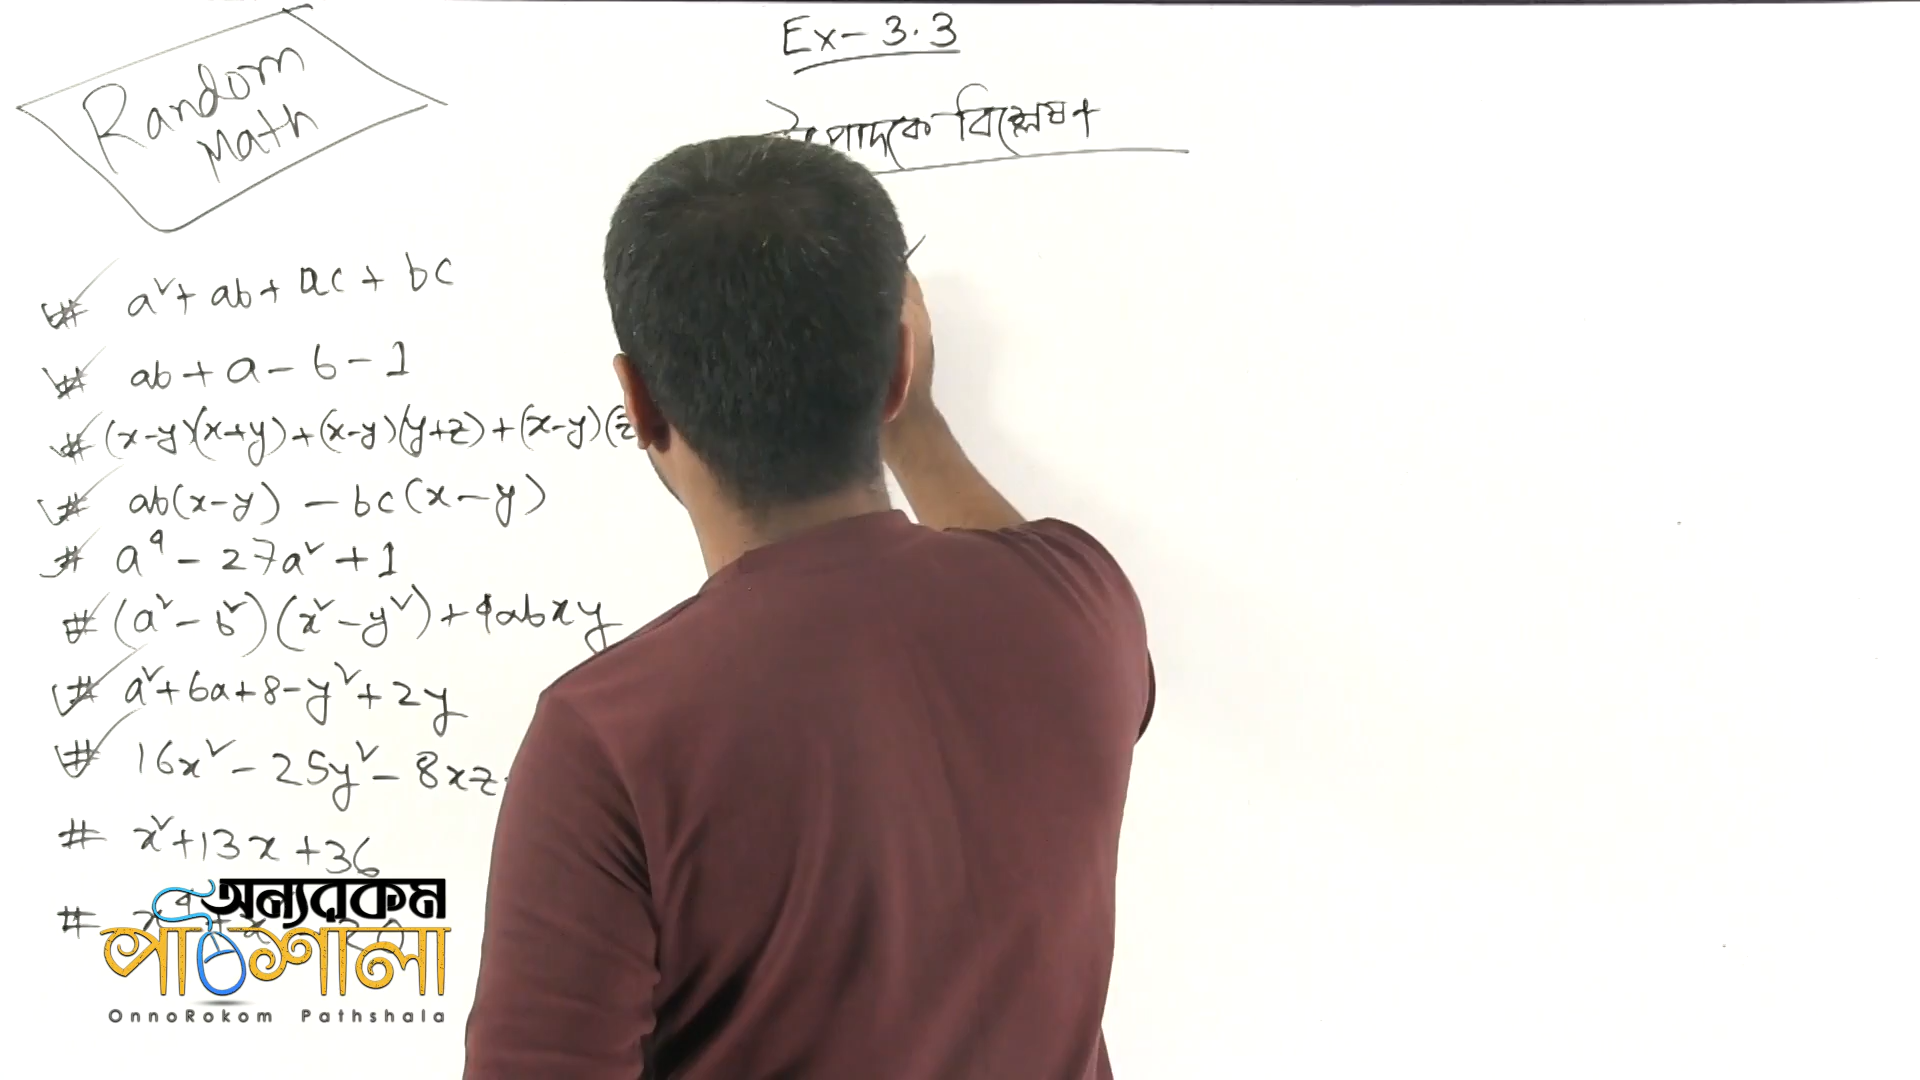 Ex-3.3
Random
Math
বিশ্লেষণ
# a²+ ab + ac + bc
# ab + a - b - 1
# (x-y)(x+y)+(x-y)(y+z)+(x-y)(z
# ab(x-y) - bc(x-y)
# a⁴ - 27a² + 1
# (a² - b²)(x² - y²) + 4abxy
# a²+6a+8-y²+2y
# 16x² - 25y² - 8xz
# x²+13x+36
#
অন্যরকম
পাঠশালা
OnnoRokom Pathshala